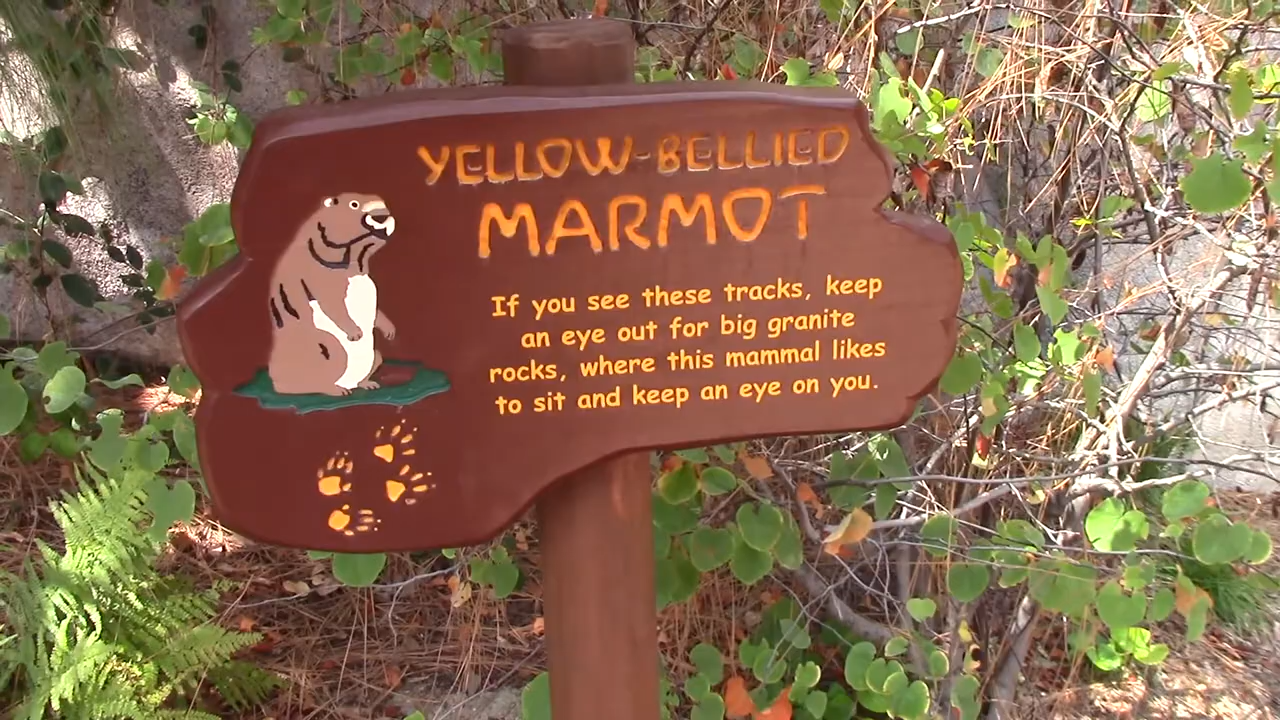 YELLOW-BELLIED
MARMOT
If you see these tracks, keep
an eye out for big granite
rocks, where this mammal likes
to sit and keep an eye on you.